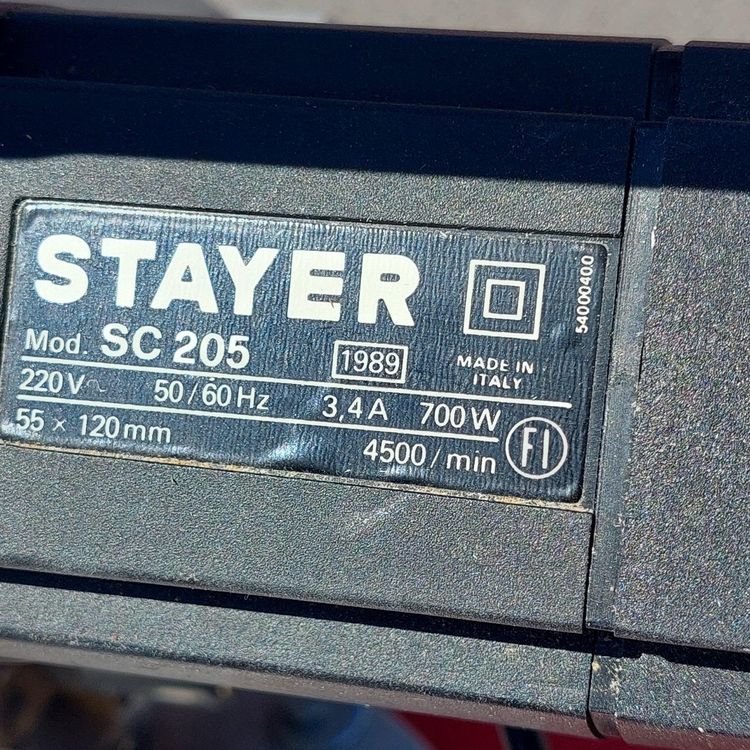 STAYER
54000400
Mod. SC 205
1989
MADE IN
ITALY
220V~ 50/60Hz 3,4A 700W
55 × 120mm 4500/min
FI